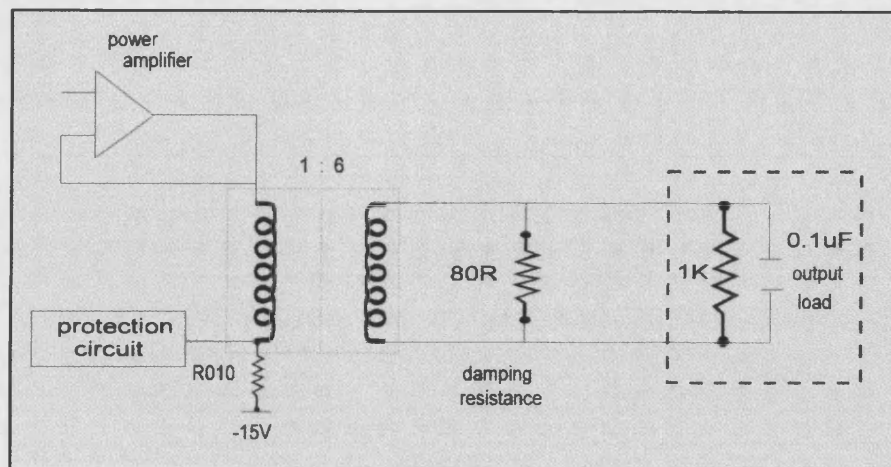 power
amplifier
1 : 6
80R
1K
0.1uF
output
load
protection
circuit
R010
damping
resistance
-15V